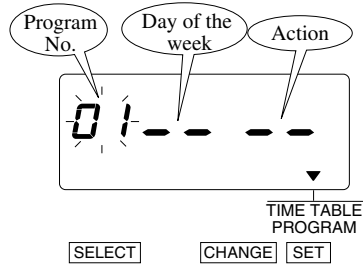 Program
No.
Day of the
week
Action
01 -- --
TIME TABLE
PROGRAM
SELECT CHANGE SET